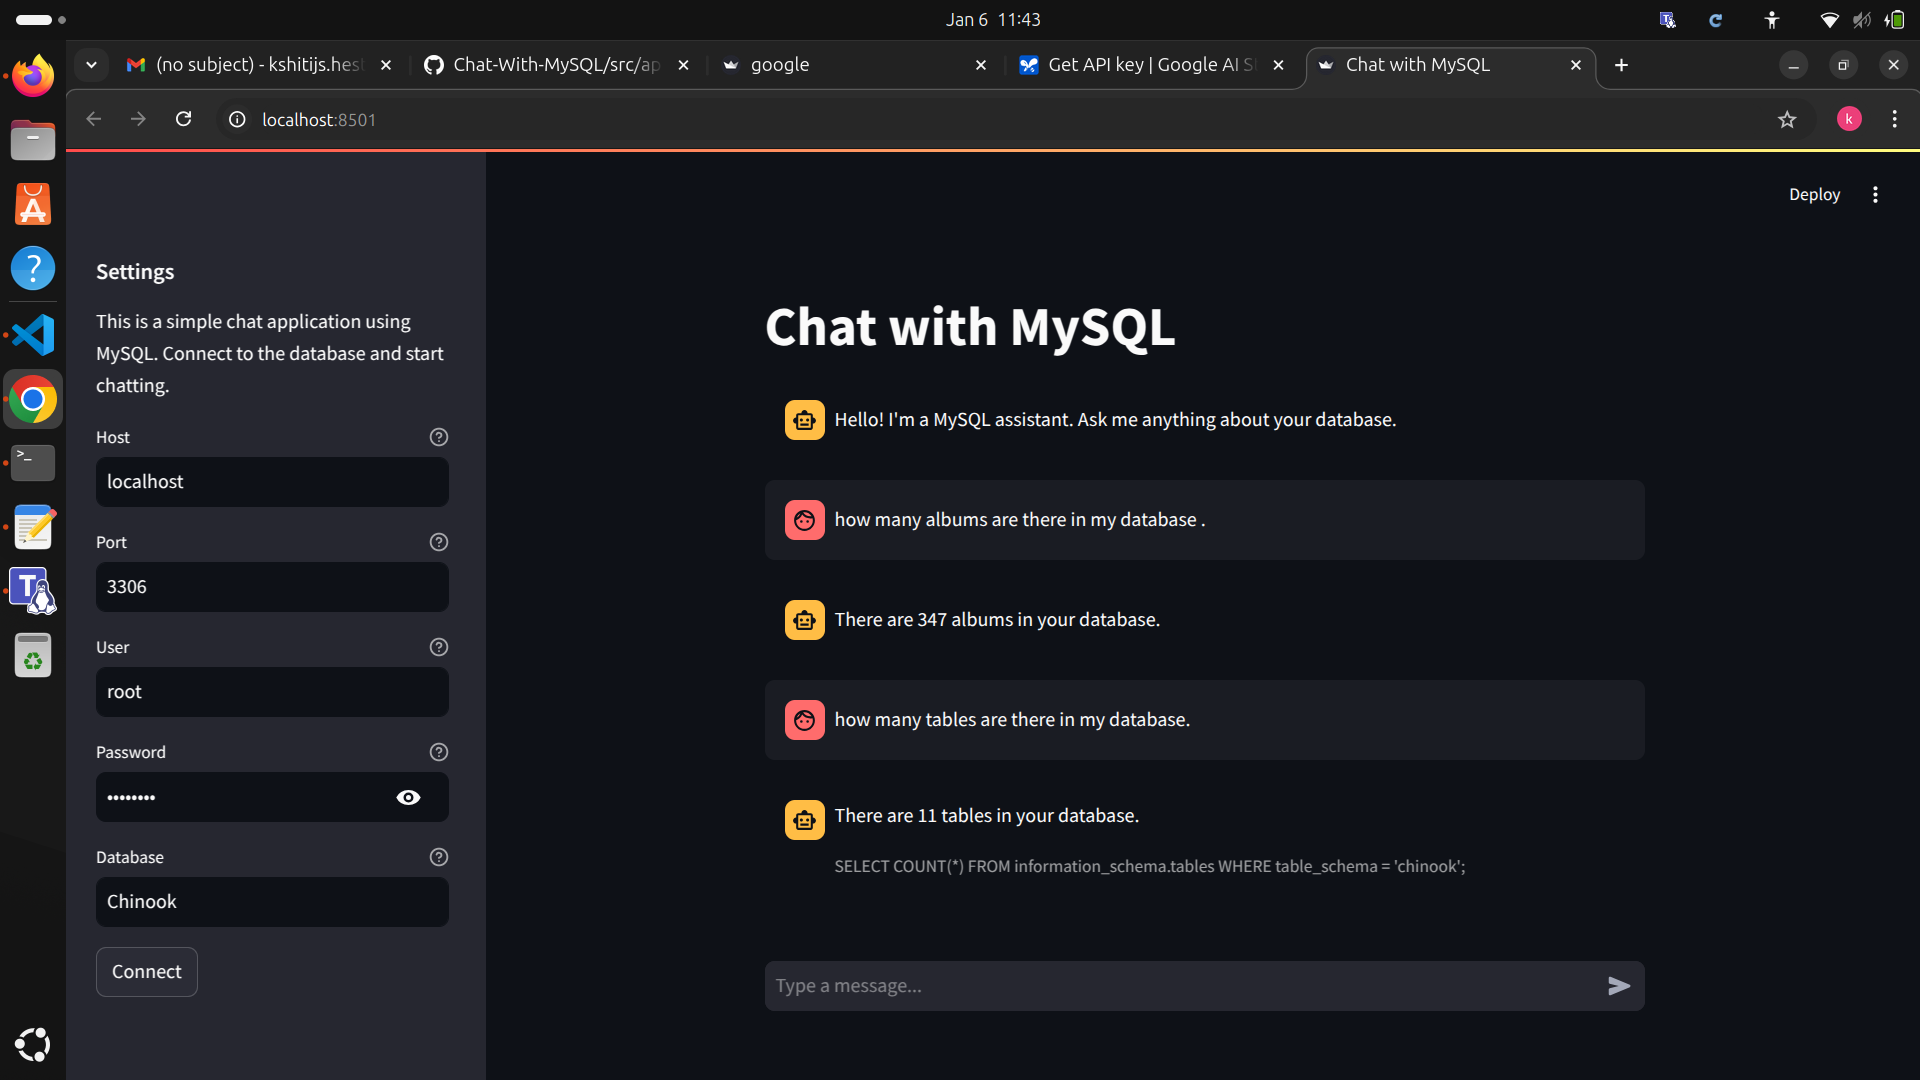 Jan 6 11:43
(no subject) - kshitijs.hes
Chat-With-MySQL/src/ap
google
Get API key | Google AI S
Chat with MySQL
localhost:8501
k
Deploy
Settings
This is a simple chat application using
MySQL. Connect to the database and start
chatting.
Host
localhost
Port
3306
User
root
Password
••••••••
Database
Chinook
Connect
Chat with MySQL
Hello! I'm a MySQL assistant. Ask me anything about your database.
how many albums are there in my database .
There are 347 albums in your database.
how many tables are there in my database.
There are 11 tables in your database.
SELECT COUNT(*) FROM information_schema.tables WHERE table_schema = 'chinook';
Type a message...